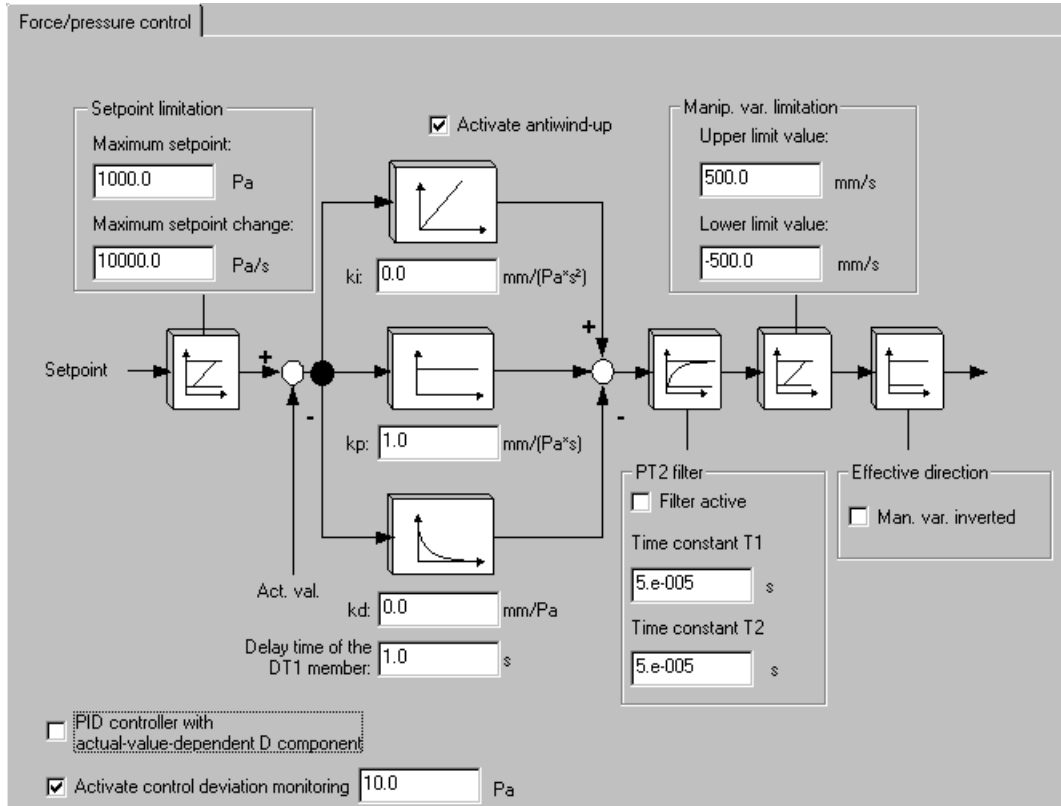 Force/pressure control
Setpoint limitation
Maximum setpoint:
1000.0 Pa
Maximum setpoint change:
10000.0 Pa/s
Activate antiwind-up
Manip. var. limitation
Upper limit value:
500.0 mm/s
Lower limit value:
-500.0 mm/s
ki: 0.0 mm/(Pa*s²)
+
Setpoint
+
-
-
kp: 1.0 mm/(Pa*s)
PT2 filter
Filter active
Time constant T1
5.e-005 s
Time constant T2
5.e-005 s
Effective direction
Man. var. inverted
Act. val.
kd: 0.0 mm/Pa
Delay time of the
DT1 member: 1.0 s
PID controller with
actual-value-dependent D component
Activate control deviation monitoring 10.0 Pa